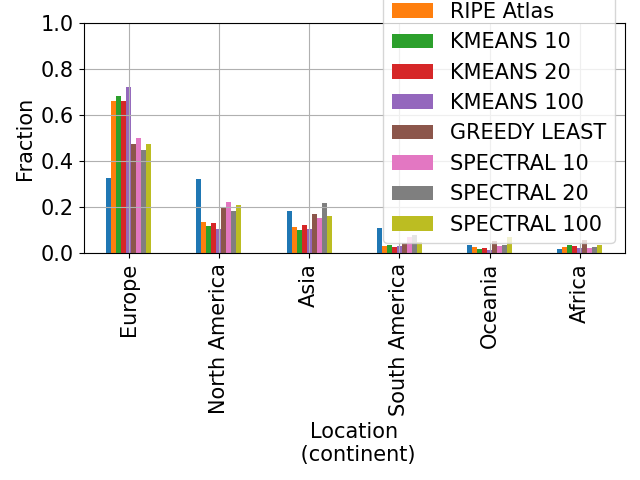 RIPE Atlas
KMEANS 10
KMEANS 20
KMEANS 100
GREEDY LEAST
SPECTRAL 10
SPECTRAL 20
SPECTRAL 100
1.0
0.8
0.6
0.4
0.2
0.0
Fraction
Europe
North America
Asia
South America
Oceania
Africa
Location
(continent)